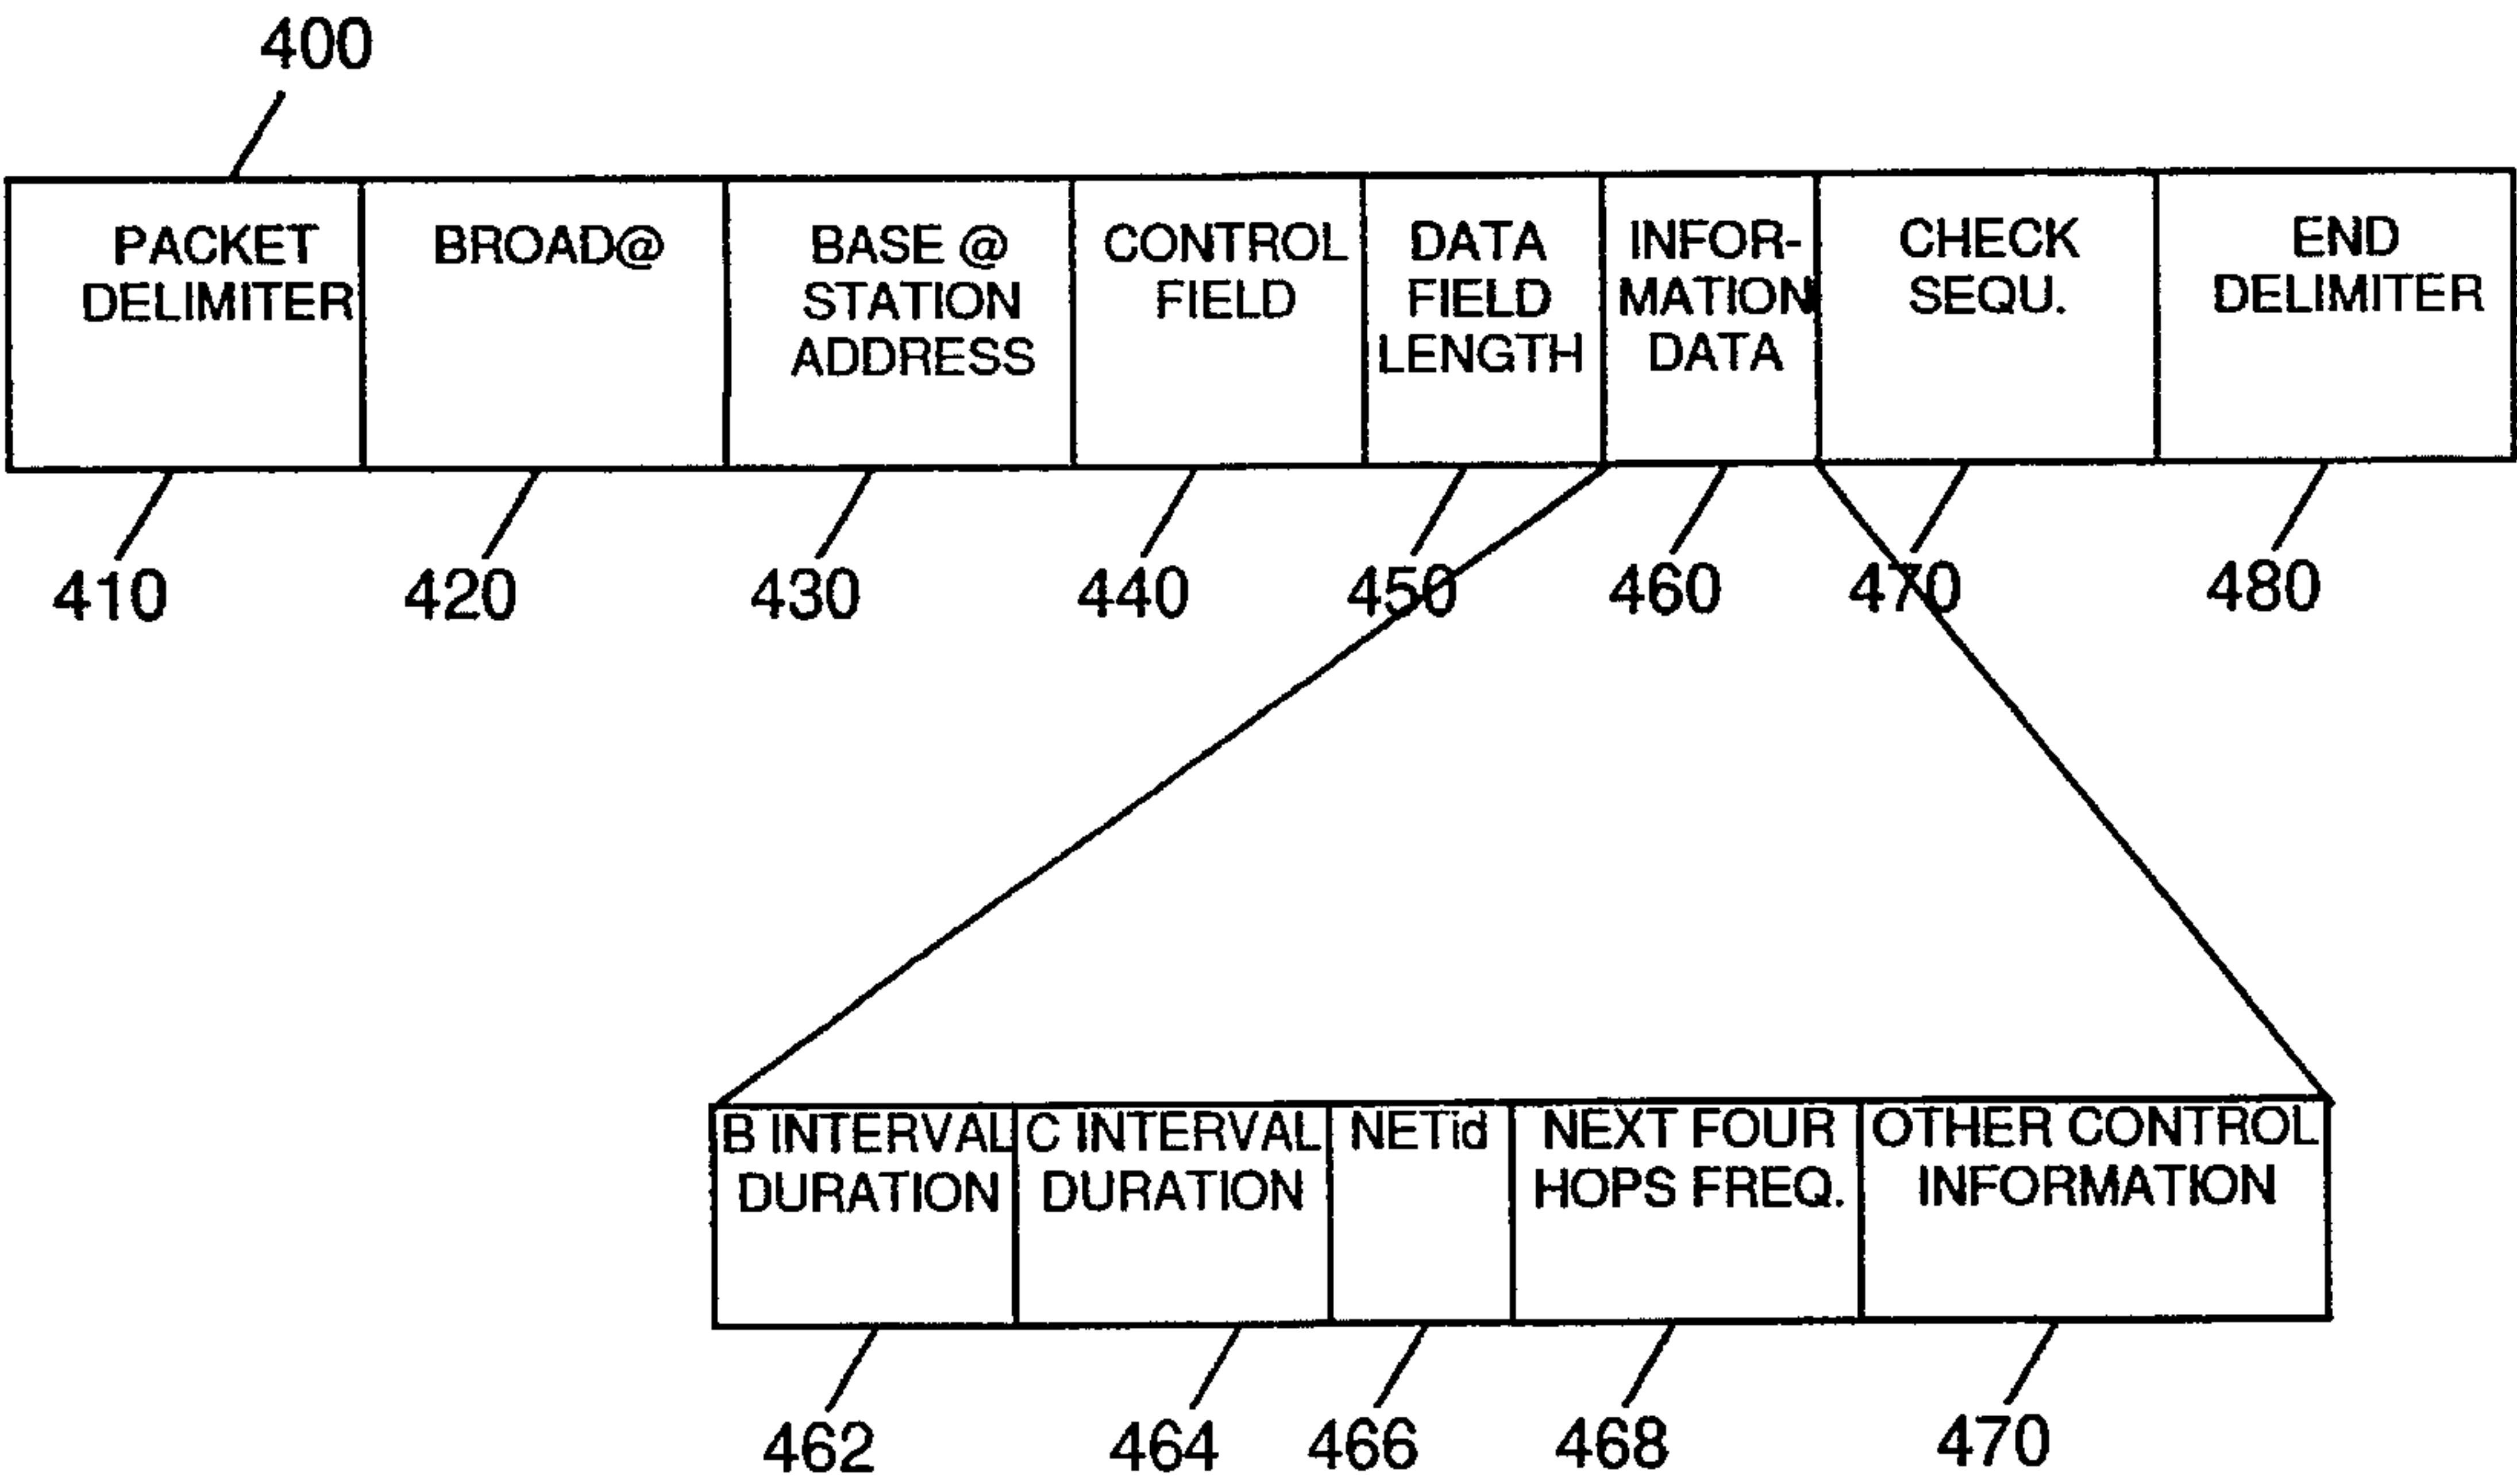 400
PACKET
DELIMITER
BROAD@
BASE @
STATION
ADDRESS
CONTROL
FIELD
DATA
FIELD
LENGTH
INFOR-
MATION
DATA
CHECK
SEQU.
END
DELIMITER
410
420
430
440
450
460
470
480
B INTERVAL
DURATION
C INTERVAL
DURATION
NETid
NEXT FOUR
HOPS FREQ.
OTHER CONTROL
INFORMATION
462
464
466
468
470